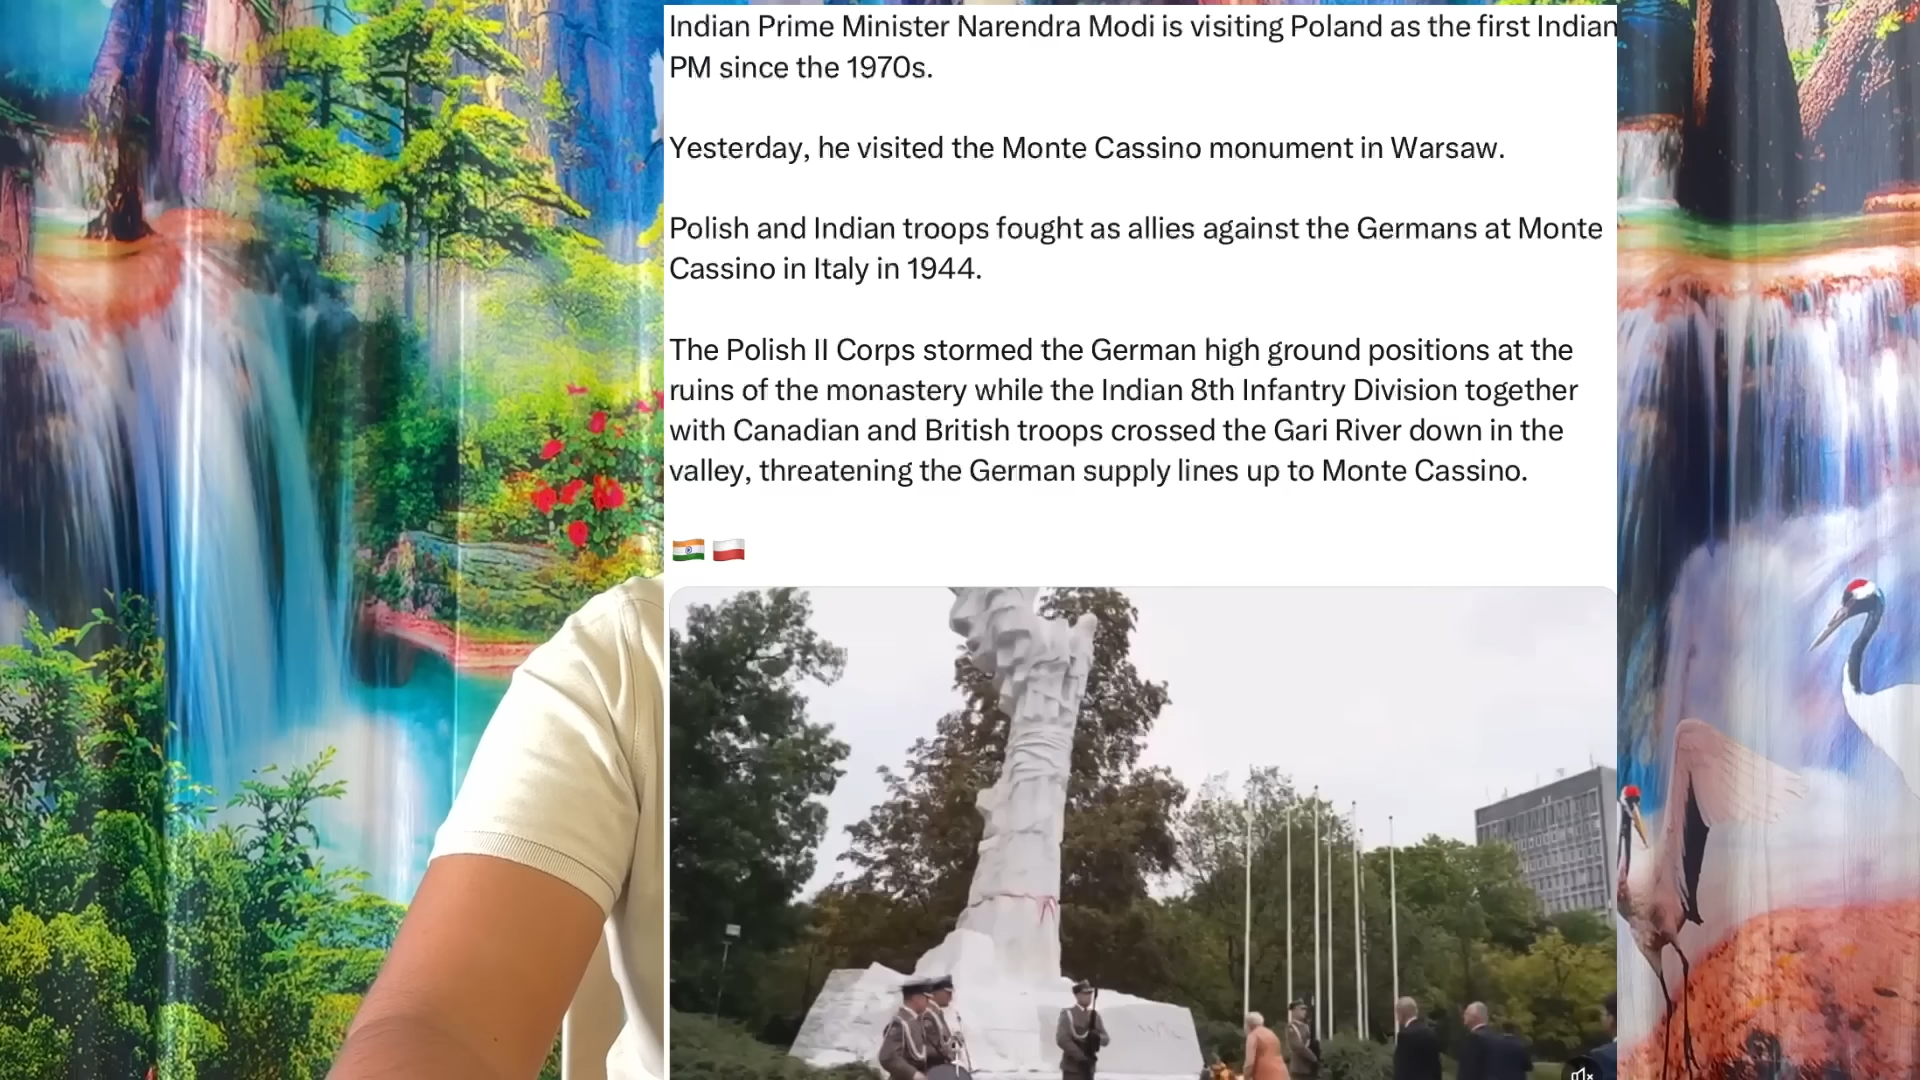 Indian Prime Minister Narendra Modi is visiting Poland as the first Indian
PM since the 1970s.
Yesterday, he visited the Monte Cassino monument in Warsaw.
Polish and Indian troops fought as allies against the Germans at Monte
Cassino in Italy in 1944.
The Polish II Corps stormed the German high ground positions at the
ruins of the monastery while the Indian 8th Infantry Division together
with Canadian and British troops crossed the Gari River down in the
valley, threatening the German supply lines up to Monte Cassino.